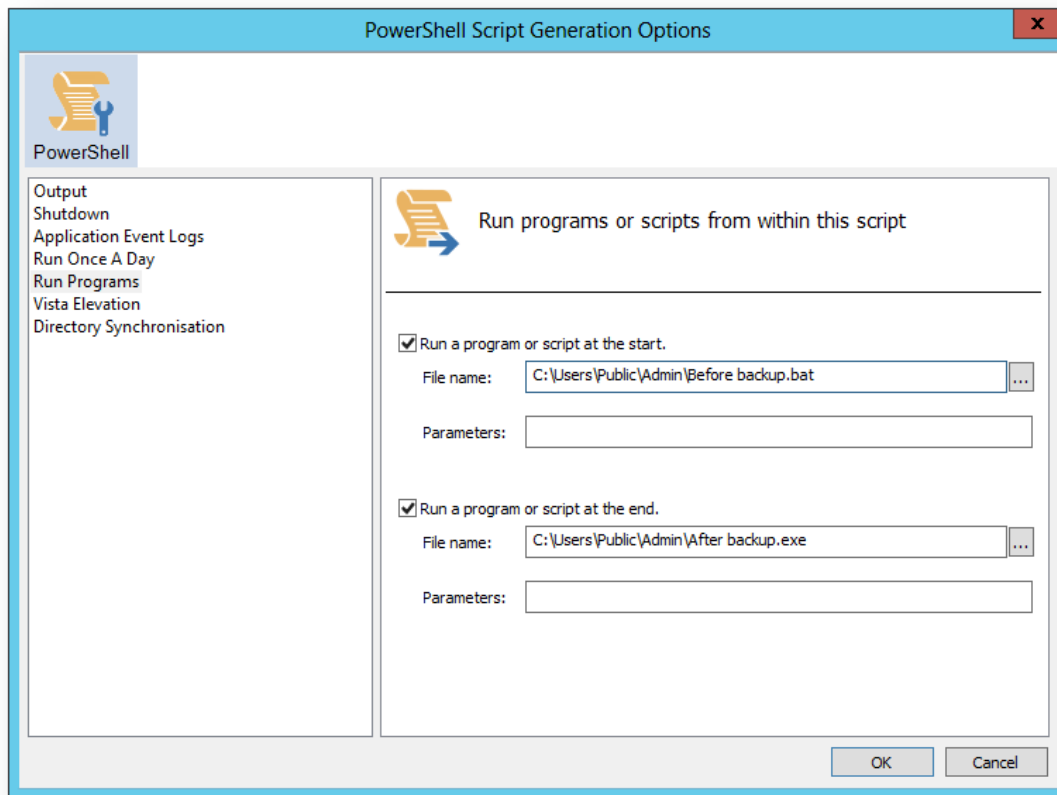 PowerShell Script Generation Options
x
PowerShell
Output
Shutdown
Application Event Logs
Run Once A Day
Run Programs
Vista Elevation
Directory Synchronisation
Run programs or scripts from within this script
Run a program or script at the start.
File name: C:\Users\Public\Admin\Before backup.bat ...
Parameters:
Run a program or script at the end.
File name: C:\Users\Public\Admin\After backup.exe ...
Parameters:
OK Cancel